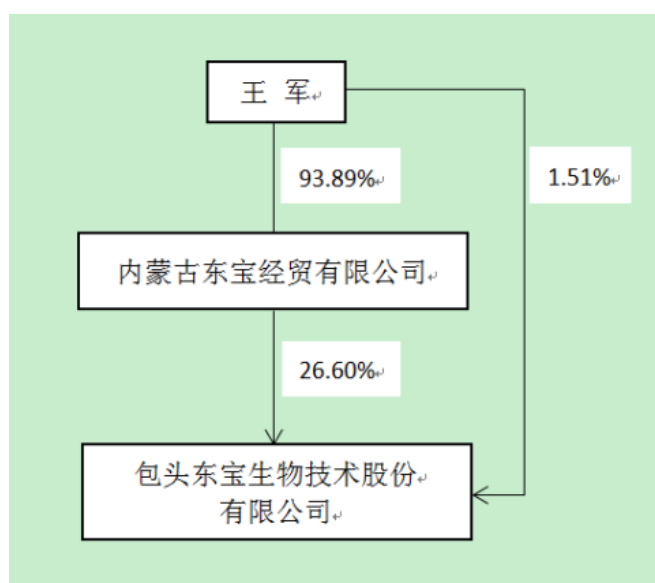 王 军
93.89%
1.51%
内蒙古东宝经贸有限公司
26.60%
包头东宝生物技术股份
有限公司